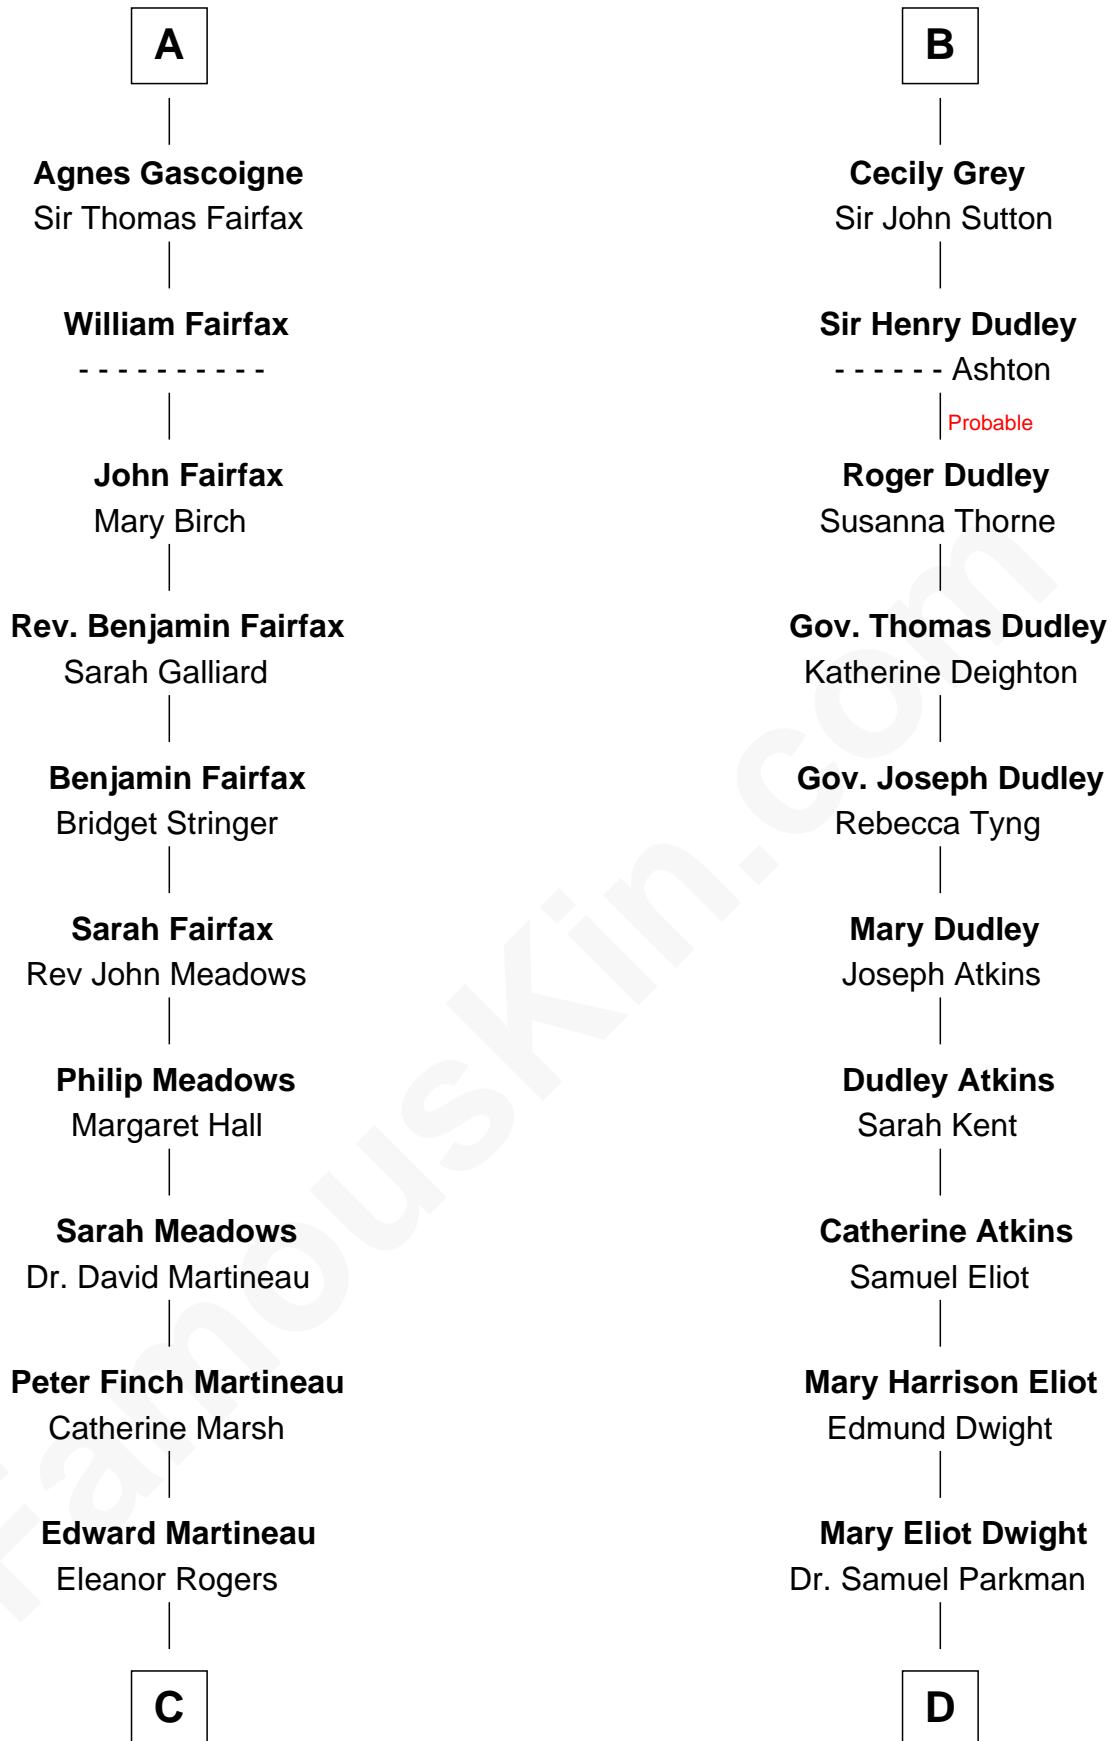 A
Agnes Gascoigne
Sir Thomas Fairfax
William Fairfax
- - - - - - - - - -
John Fairfax
Mary Birch
Rev. Benjamin Fairfax
Sarah Galliard
Benjamin Fairfax
Bridget Stringer
Sarah Fairfax
Rev John Meadows
Philip Meadows
Margaret Hall
Sarah Meadows
Dr. David Martineau
Peter Finch Martineau
Catherine Marsh
Edward Martineau
Eleanor Rogers
C
B
Cecily Grey
Sir John Sutton
Sir Henry Dudley
- - - - - - Ashton
Probable
Roger Dudley
Susanna Thorne
Gov. Thomas Dudley
Katherine Deighton
Gov. Joseph Dudley
Rebecca Tyng
Mary Dudley
Joseph Atkins
Dudley Atkins
Sarah Kent
Catherine Atkins
Samuel Eliot
Mary Harrison Eliot
Edmund Dwight
Mary Eliot Dwight
Dr. Samuel Parkman
D
FamousKin.com